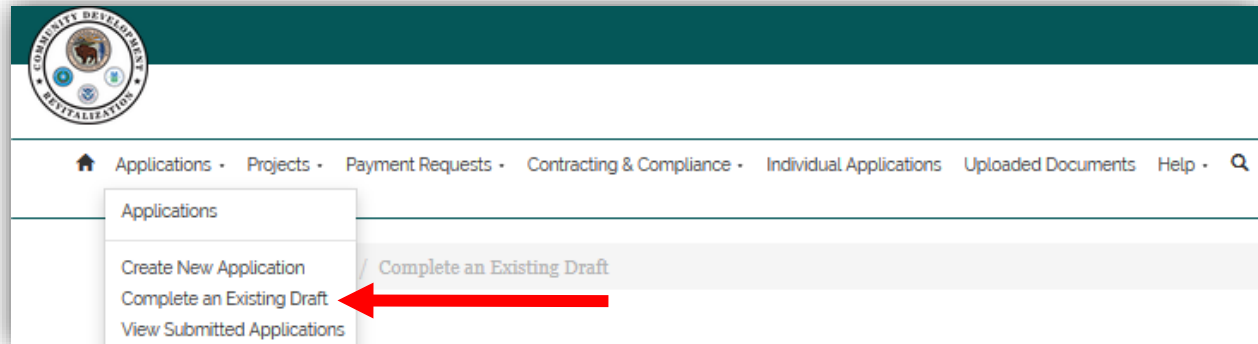 COMMUNITY DEVELOPMENT
REVITALIZATION
Applications Projects Payment Requests Contracting & Compliance Individual Applications Uploaded Documents Help
Applications
Create New Application
/ Complete an Existing Draft
Complete an Existing Draft
View Submitted Applications